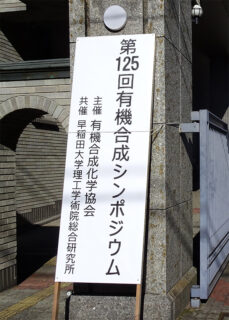 第125回有機合成シンポジウム
主催 有機合成化学協会
共催 早稲田大学理工学術院総合研究所